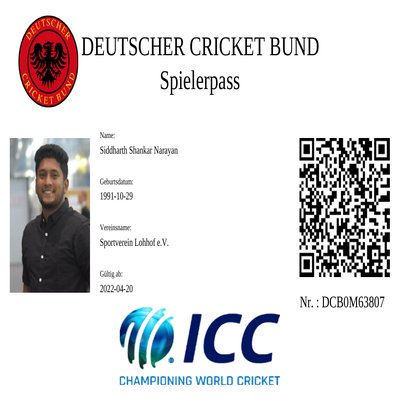 DEUTSCHER CRICKET BUND
DEUTSCHER CRICKET BUND
Spielerpass
Name:
Siddharth Shankar Narayan
Geburtsdatum:
1991-10-29
Vereinsname:
Sportverein Lohhof e.V.
Gültig ab:
2022-04-20
Nr. : DCB0M63807
ICC
CHAMPIONING WORLD CRICKET